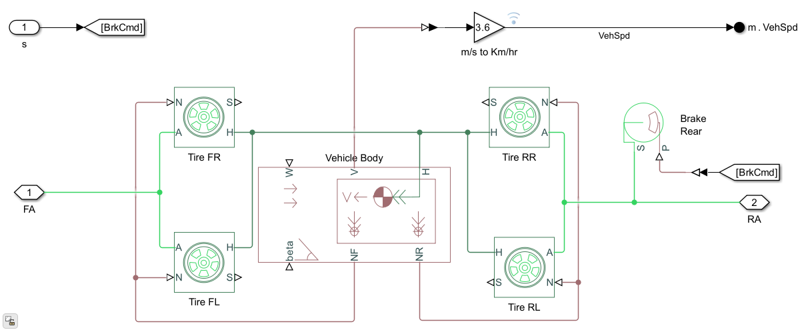 1
s
[BrkCmd]
3.6
m/s to Km/hr
VehSpd
m . VehSpd
N
S
A
H
Tire FR
S
N
H
A
Tire RR
Brake
Rear
S
P
[BrkCmd]
Vehicle Body
W
V
H
V
beta
NF
NR
1
FA
2
RA
A
H
N
S
Tire FL
H
A
S
N
Tire RL